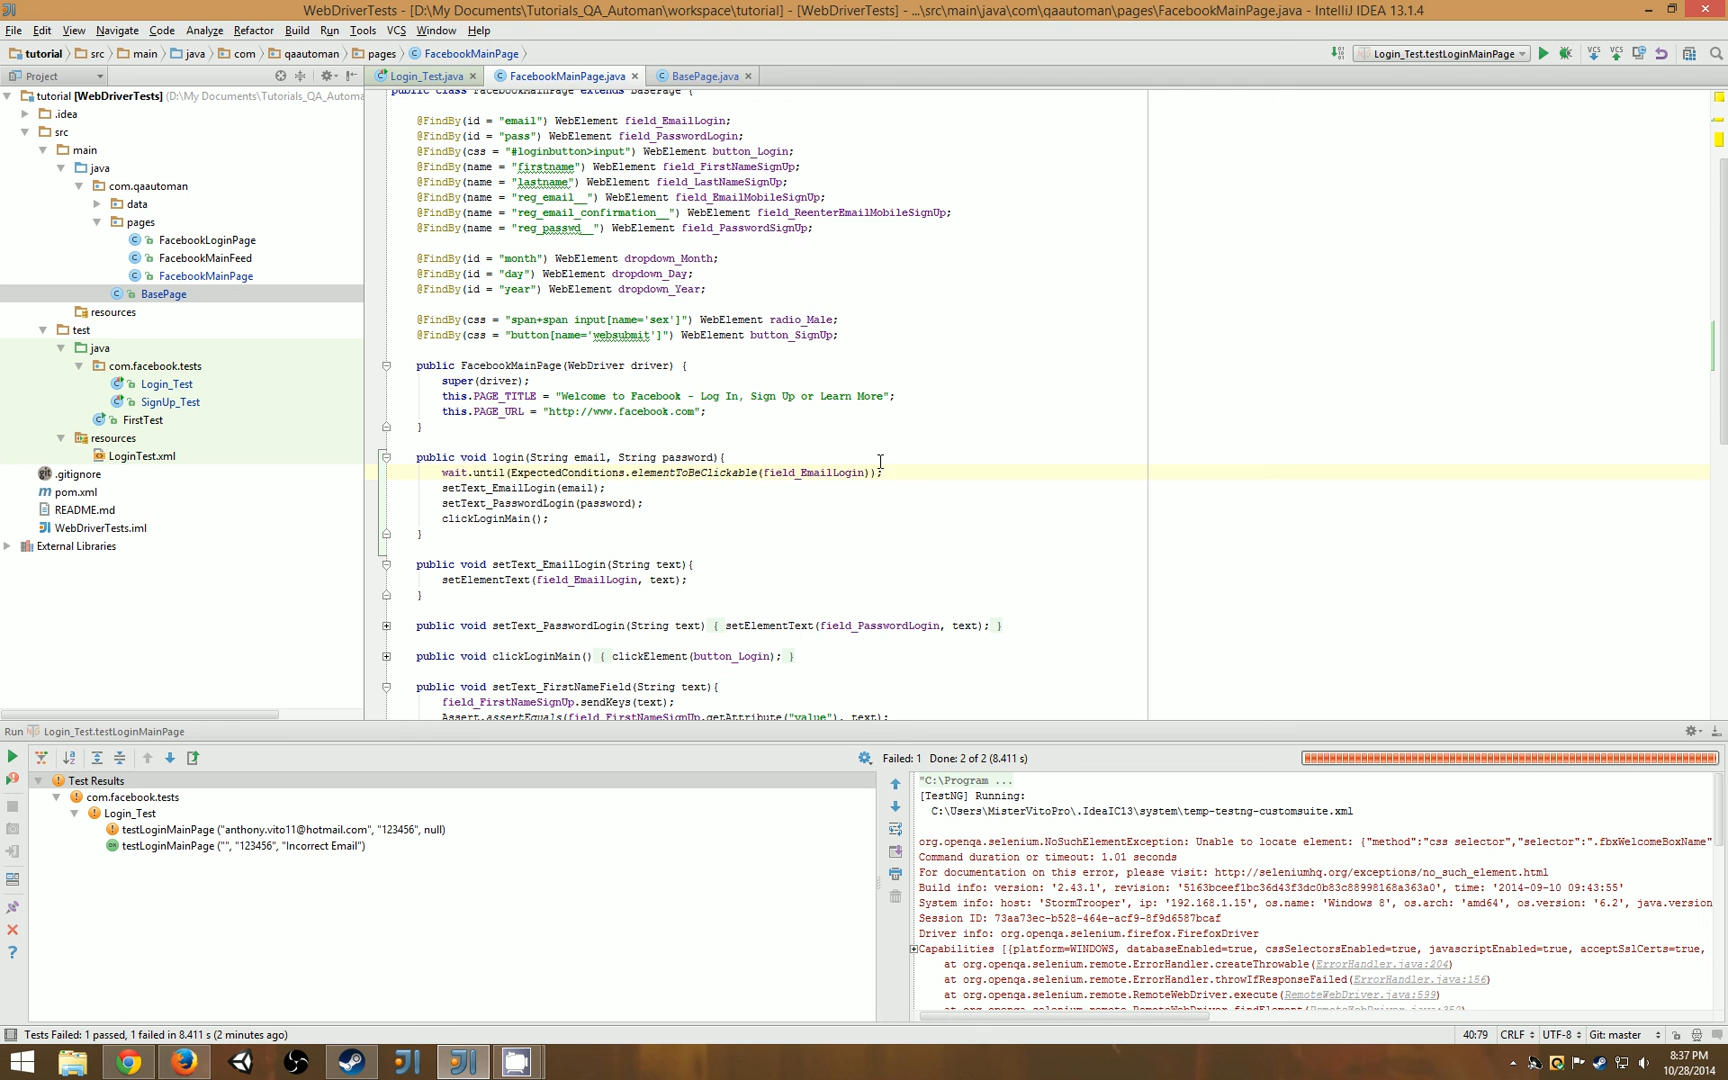 WebDriverTests - [D:\My Documents\Tutorials_QA_Automan\workspace\tutorial] - [WebDriverTests] - ...\src\main\java\com\qaautoman\pages\FacebookMainPage.java - IntelliJ IDEA 13.1.4
File Edit View Navigate Code Analyze Refactor Build Run Tools VCS Window Help
tutorial src main java com qaautoman pages FacebookMainPage
Login_Test.testLoginMainPage
Project
Login_Test.java FacebookMainPage.java BasePage.java
tutorial [WebDriverTests] (D:\My Documents\Tutorials_QA_Automa
.idea
src
main
java
com.qaautoman
data
pages
FacebookLoginPage
FacebookMainFeed
FacebookMainPage
BasePage
resources
test
java
com.facebook.tests
Login_Test
SignUp_Test
FirstTest
resources
LoginTest.xml
.gitignore
pom.xml
README.md
WebDriverTests.iml
External Libraries
public class FacebookMainPage extends BasePage {
@FindBy(id = "email") WebElement field_EmailLogin;
@FindBy(id = "pass") WebElement field_PasswordLogin;
@FindBy(css = "#loginbutton>input") WebElement button_Login;
@FindBy(name = "firstname") WebElement field_FirstNameSignUp;
@FindBy(name = "lastname") WebElement field_LastNameSignUp;
@FindBy(name = "reg_email__") WebElement field_EmailMobileSignUp;
@FindBy(name = "reg_email_confirmation__") WebElement field_ReenterEmailMobileSignUp;
@FindBy(name = "reg_passwd__") WebElement field_PasswordSignUp;
@FindBy(id = "month") WebElement dropdown_Month;
@FindBy(id = "day") WebElement dropdown_Day;
@FindBy(id = "year") WebElement dropdown_Year;
@FindBy(css = "span+span input[name='sex']") WebElement radio_Male;
@FindBy(css = "button[name='websubmit']") WebElement button_SignUp;
public FacebookMainPage(WebDriver driver) {
super(driver);
this.PAGE_TITLE = "Welcome to Facebook - Log In, Sign Up or Learn More";
this.PAGE_URL = "http://www.facebook.com";
}
public void login(String email, String password){
wait.until(ExpectedConditions.elementToBeClickable(field_EmailLogin));
setText_EmailLogin(email);
setText_PasswordLogin(password);
clickLoginMain();
}
public void setText_EmailLogin(String text){
setElementText(field_EmailLogin, text);
}
public void setText_PasswordLogin(String text) { setElementText(field_PasswordLogin, text); }
public void clickLoginMain() { clickElement(button_Login); }
public void setText_FirstNameField(String text){
field_FirstNameSignUp.sendKeys(text);
Assert.assertEquals(field_FirstNameSignUp.getAttribute("value"), text);
Run Login_Test.testLoginMainPage
Failed: 1 Done: 2 of 2 (8.411 s)
Test Results
com.facebook.tests
Login_Test
testLoginMainPage ("anthony.vito11@hotmail.com", "123456", null)
testLoginMainPage ("", "123456", "Incorrect Email")
"C:\Program ...
[TestNG] Running:
C:\Users\MisterVitoPro\.IdeaIC13\system\temp-testng-customsuite.xml
org.openqa.selenium.NoSuchElementException: Unable to locate element: {"method":"css selector","selector":".fbxWelcomeBoxName"
Command duration or timeout: 1.01 seconds
For documentation on this error, please visit: http://seleniumhq.org/exceptions/no_such_element.html
Build info: version: '2.43.1', revision: '5163bceef1bc36d43f3dc0b83c88998168a363a0', time: '2014-09-10 09:43:55'
System info: host: 'StormTrooper', ip: '192.168.1.15', os.name: 'Windows 8', os.arch: 'amd64', os.version: '6.2', java.version
Session ID: 73aa73ec-b528-464e-acf9-8f9d6587bcaf
Driver info: org.openqa.selenium.firefox.FirefoxDriver
Capabilities [{platform=WINDOWS, databaseEnabled=true, cssSelectorsEnabled=true, javascriptEnabled=true, acceptSslCerts=true,
at org.openqa.selenium.remote.ErrorHandler.createThrowable(ErrorHandler.java:204)
at org.openqa.selenium.remote.ErrorHandler.throwIfResponseFailed(ErrorHandler.java:156)
at org.openqa.selenium.remote.RemoteWebDriver.execute(RemoteWebDriver.java:599)
at org.openqa.selenium.remote.RemoteWebDriver.findElement(RemoteWebDriver.java:352)
Tests Failed: 1 passed, 1 failed in 8.411 s (2 minutes ago)
40:79 CRLF UTF-8 Git: master
8:37 PM
10/28/2014